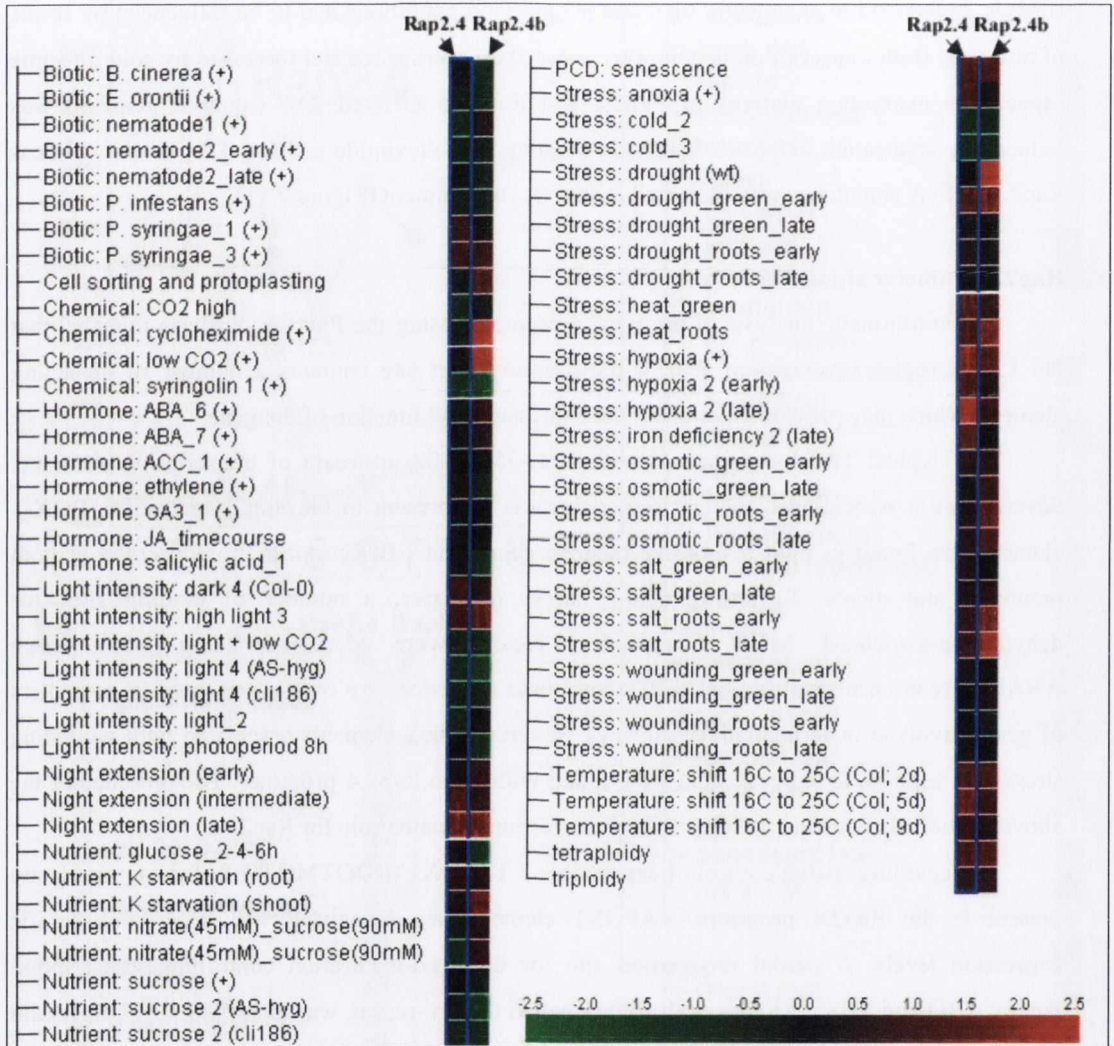 Rap2.4 Rap2.4b
Biotic: B. cinerea (+)
Biotic: E. orontii (+)
Biotic: nematode1 (+)
Biotic: nematode2_early (+)
Biotic: nematode2_late (+)
Biotic: P. infestans (+)
Biotic: P. syringae_1 (+)
Biotic: P. syringae_3 (+)
Cell sorting and protoplasting
Chemical: CO2 high
Chemical: cycloheximide (+)
Chemical: low CO2 (+)
Chemical: syringolin 1 (+)
Hormone: ABA_6 (+)
Hormone: ABA_7 (+)
Hormone: ACC_1 (+)
Hormone: ethylene (+)
Hormone: GA3_1 (+)
Hormone: JA_timecourse
Hormone: salicylic acid_1
Light intensity: dark 4 (Col-0)
Light intensity: high light 3
Light intensity: light + low CO2
Light intensity: light 4 (AS-hyg)
Light intensity: light 4 (cli186)
Light intensity: light_2
Light intensity: photoperiod 8h
Night extension (early)
Night extension (intermediate)
Night extension (late)
Nutrient: glucose_2-4-6h
Nutrient: K starvation (root)
Nutrient: K starvation (shoot)
Nutrient: nitrate(45mM)_sucrose(90mM)
Nutrient: nitrate(45mM)_sucrose(90mM)
Nutrient: sucrose (+)
Nutrient: sucrose 2 (AS-hyg)
Nutrient: sucrose 2 (cli186)
Rap2.4 Rap2.4b
PCD: senescence
Stress: anoxia (+)
Stress: cold_2
Stress: cold_
Stress: drought (wt)
Stress: drought_green_early
Stress: drought_green_late
Stress: drought_roots_early
Stress: drought_roots_late
Stress: heat_green
Stress: heat_roots
Stress: hypoxia (+)
Stress: hypoxia 2 (early)
Stress: hypoxia 2 (late)
Stress: iron deficiency 2 (late)
Stress: osmotic_green_early
Stress: osmotic_green_late
Stress: osmotic_roots_early
Stress: osmotic_roots_late
Stress: salt_green_early
Stress: salt_green_late
Stress: salt_roots_early
Stress: salt_roots_late
Stress: wounding_green_early
Stress: wounding_green_late
Stress: wounding_roots_early
Stress: wounding_roots_late
Temperature: shift 16C to 25C (Col; 2d)
Temperature: shift 16C to 25C (Col; 5d)
Temperature: shift 16C to 25C (Col; 9d)
tetraploidy
triploidy
-2.5 -2.0 -1.5 -1.0 -0.5 0.0 0.5 1.0 1.5 2.0 2.5